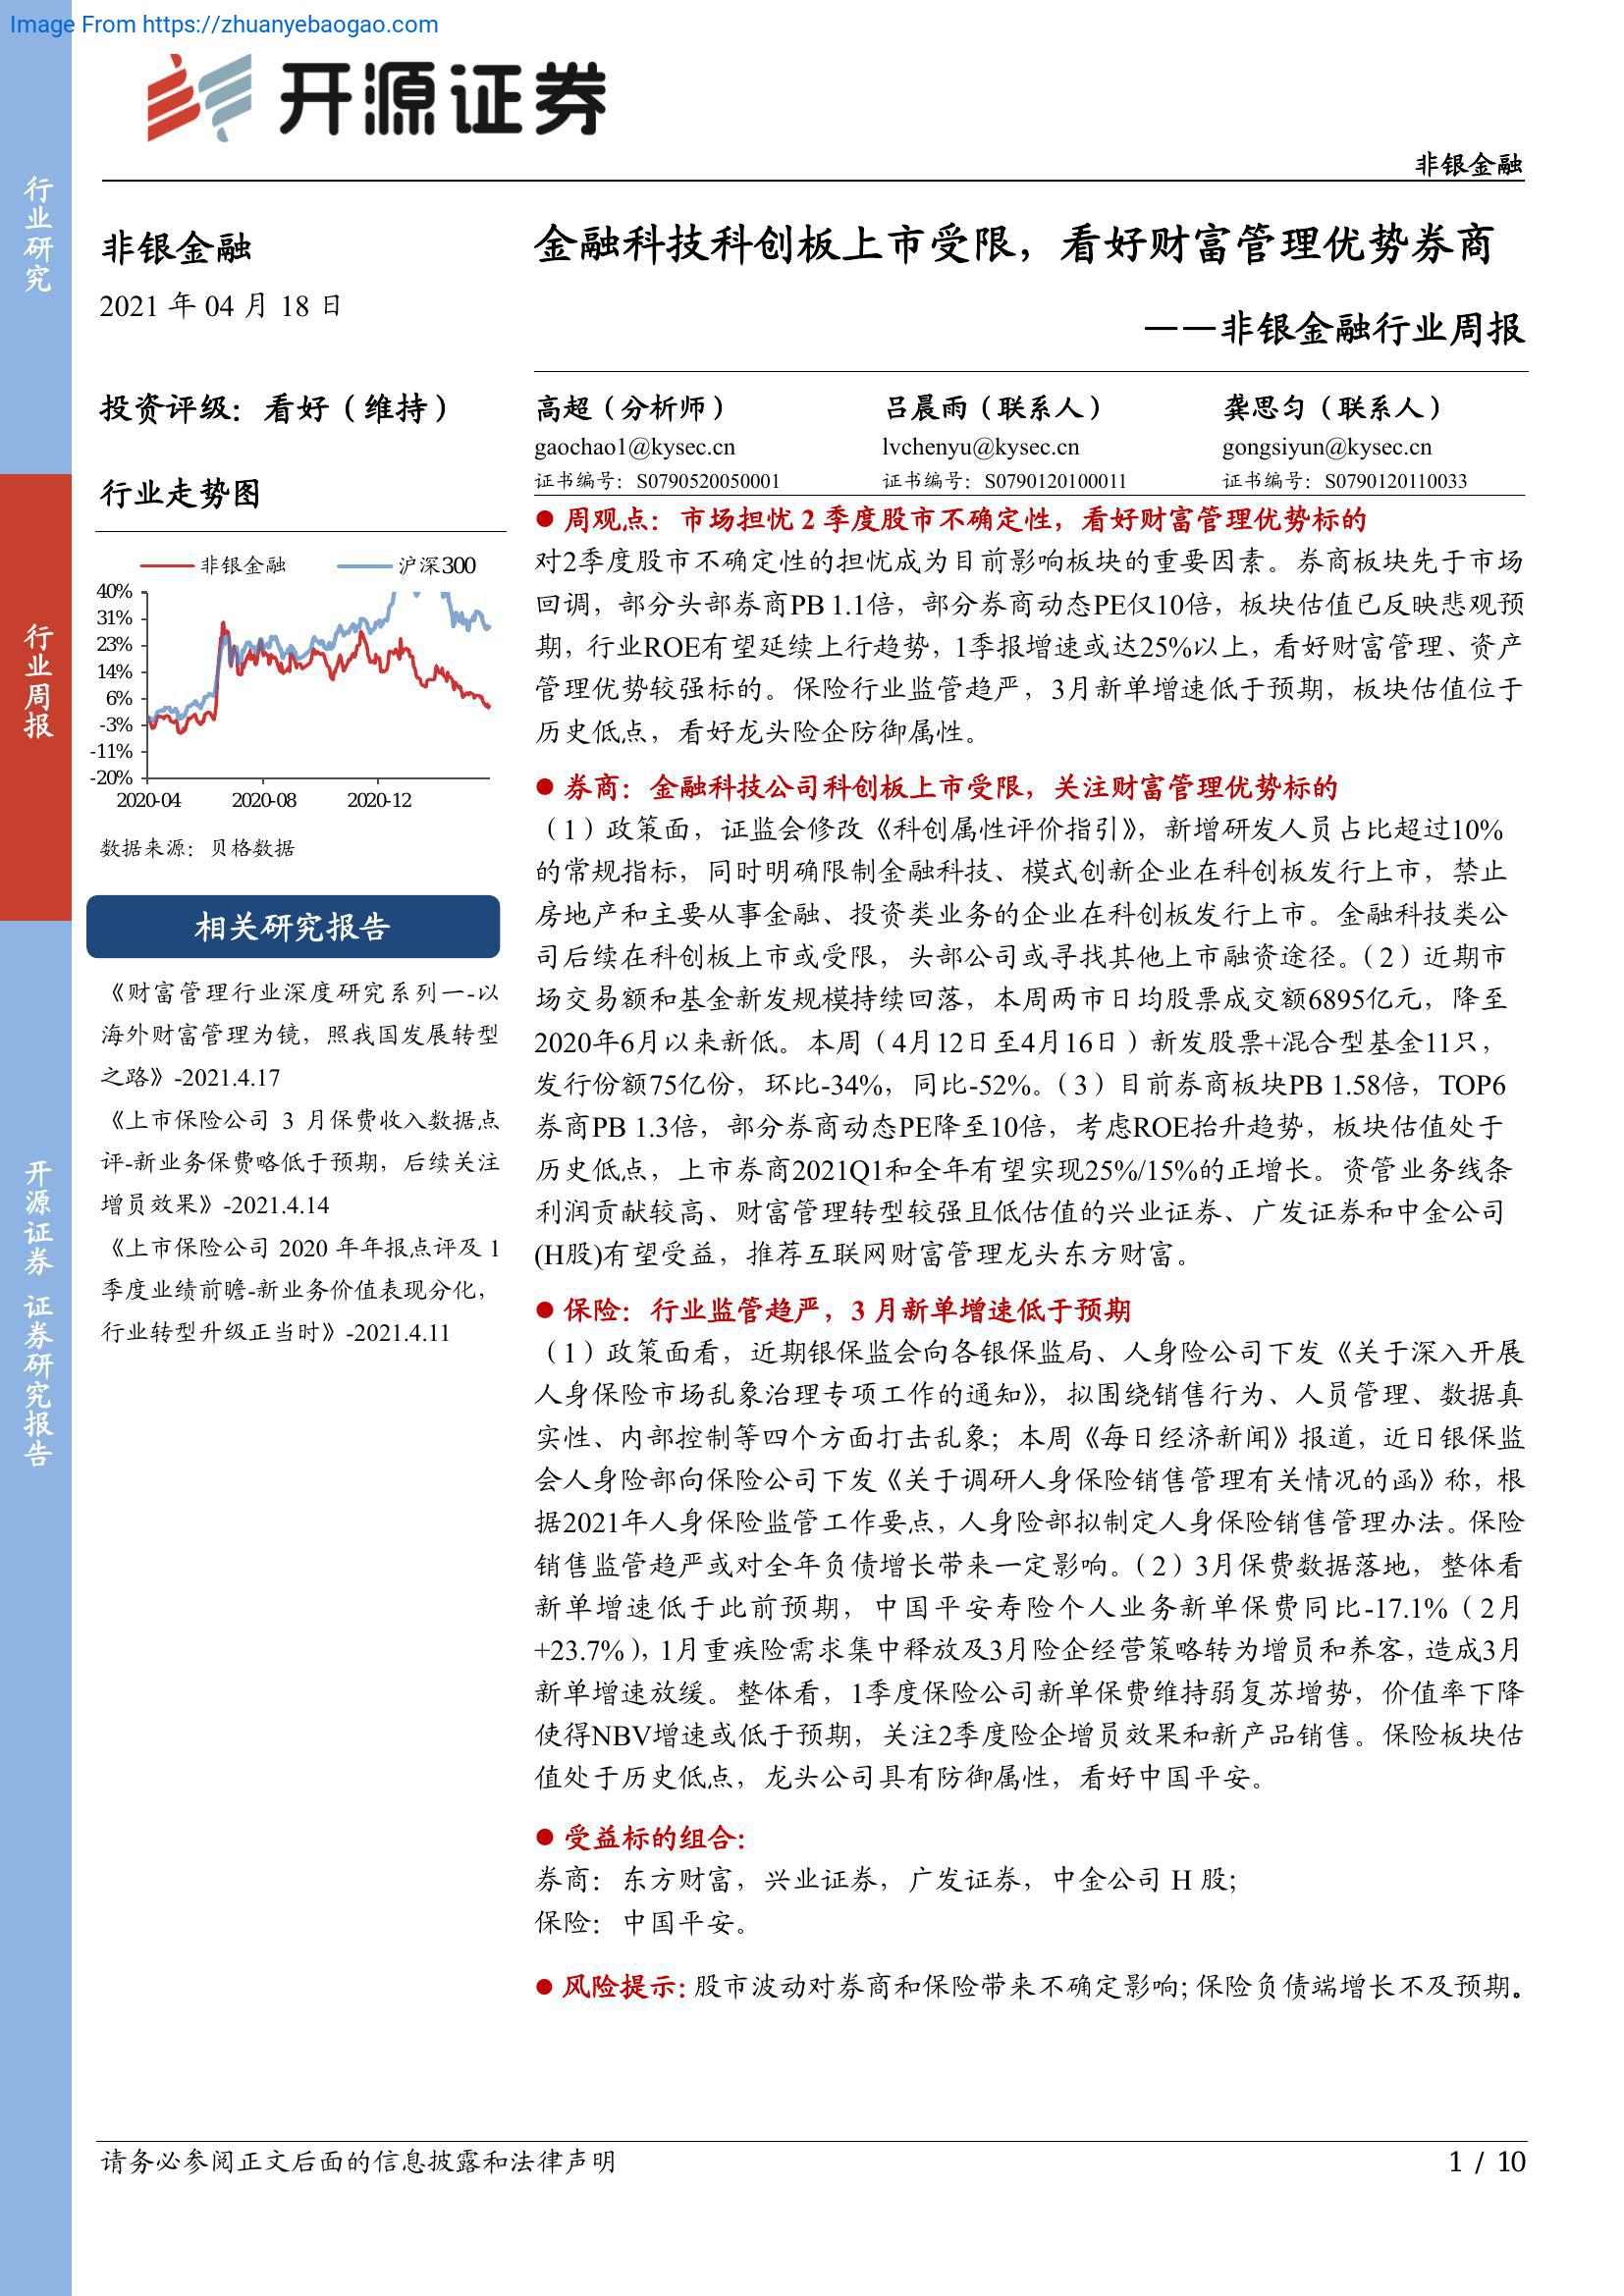 Image From https://zhuanyebaogao.com
开源证券
非银金融
行业研究
行业周报
开源证券 证券研究报告
非银金融
2021 年 04 月 18 日
投资评级：看好（维持）
行业走势图
非银金融 沪深300
40%
31%
23%
14%
6%
-3%
-11%
-20%
2020-04 2020-08 2020-12
数据来源：贝格数据
相关研究报告
《财富管理行业深度研究系列一-以
海外财富管理为镜，照我国发展转型
之路》-2021.4.17
《上市保险公司 3 月保费收入数据点
评-新业务保费略低于预期，后续关注
增员效果》-2021.4.14
《上市保险公司 2020 年年报点评及 1
季度业绩前瞻-新业务价值表现分化，
行业转型升级正当时》-2021.4.11
金融科技科创板上市受限，看好财富管理优势券商
——非银金融行业周报
高超（分析师） 吕晨雨（联系人） 龚思匀（联系人）
gaochao1@kysec.cn lvchenyu@kysec.cn gongsiyun@kysec.cn
证书编号：S0790520050001 证书编号：S0790120100011 证书编号：S0790120110033
● 周观点：市场担忧 2 季度股市不确定性，看好财富管理优势标的
对2季度股市不确定性的担忧成为目前影响板块的重要因素。券商板块先于市场
回调，部分头部券商PB 1.1倍，部分券商动态PE仅10倍，板块估值已反映悲观预
期，行业ROE有望延续上行趋势，1季报增速或达25%以上，看好财富管理、资产
管理优势较强标的。保险行业监管趋严，3月新单增速低于预期，板块估值位于
历史低点，看好龙头险企防御属性。
● 券商：金融科技公司科创板上市受限，关注财富管理优势标的
（1）政策面，证监会修改《科创属性评价指引》，新增研发人员占比超过10%
的常规指标，同时明确限制金融科技、模式创新企业在科创板发行上市，禁止
房地产和主要从事金融、投资类业务的企业在科创板发行上市。金融科技类公
司后续在科创板上市或受限，头部公司或寻找其他上市融资途径。（2）近期市
场交易额和基金新发规模持续回落，本周两市日均股票成交额6895亿元，降至
2020年6月以来新低。本周（4月12日至4月16日）新发股票+混合型基金11只，
发行份额75亿份，环比-34%，同比-52%。（3）目前券商板块PB 1.58倍，TOP6
券商PB 1.3倍，部分券商动态PE降至10倍，考虑ROE抬升趋势，板块估值处于
历史低点，上市券商2021Q1和全年有望实现25%/15%的正增长。资管业务线条
利润贡献较高、财富管理转型较强且低估值的兴业证券、广发证券和中金公司
(H股)有望受益，推荐互联网财富管理龙头东方财富。
● 保险：行业监管趋严，3 月新单增速低于预期
（1）政策面看，近期银保监会向各银保监局、人身险公司下发《关于深入开展
人身保险市场乱象治理专项工作的通知》，拟围绕销售行为、人员管理、数据真
实性、内部控制等四个方面打击乱象；本周《每日经济新闻》报道，近日银保监
会人身险部向保险公司下发《关于调研人身保险销售管理有关情况的函》称，根
据2021年人身保险监管工作要点，人身险部拟制定人身保险销售管理办法。保险
销售监管趋严或对全年负债增长带来一定影响。（2）3月保费数据落地，整体看
新单增速低于此前预期，中国平安寿险个人业务新单保费同比-17.1%（2月
+23.7%），1月重疾险需求集中释放及3月险企经营策略转为增员和养客，造成3月
新单增速放缓。整体看，1季度保险公司新单保费维持弱复苏增势，价值率下降
使得NBV增速或低于预期，关注2季度险企增员效果和新产品销售。保险板块估
值处于历史低点，龙头公司具有防御属性，看好中国平安。
● 受益标的组合：
券商：东方财富，兴业证券，广发证券，中金公司 H 股；
保险：中国平安。
● 风险提示：股市波动对券商和保险带来不确定影响；保险负债端增长不及预期。
请务必参阅正文后面的信息披露和法律声明
1 / 10